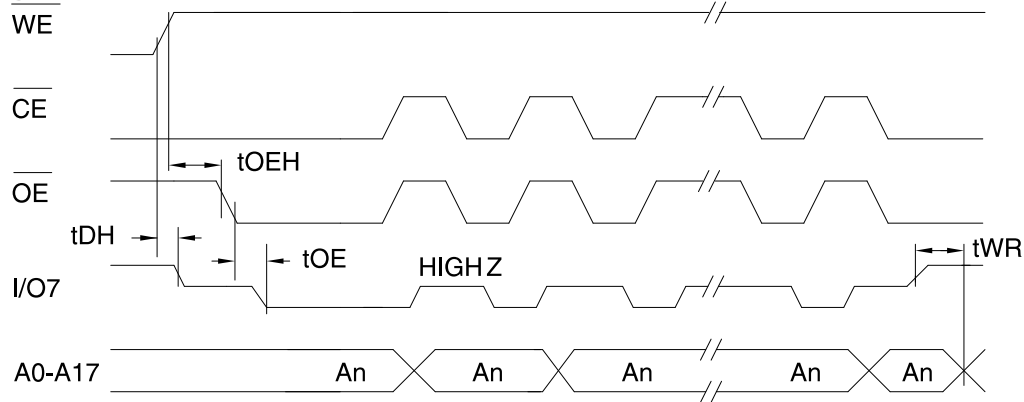 WE
CE
tOEH
OE
tDH
tOE
HIGH Z
tWR
I/O7
A0-A17 An An An An An